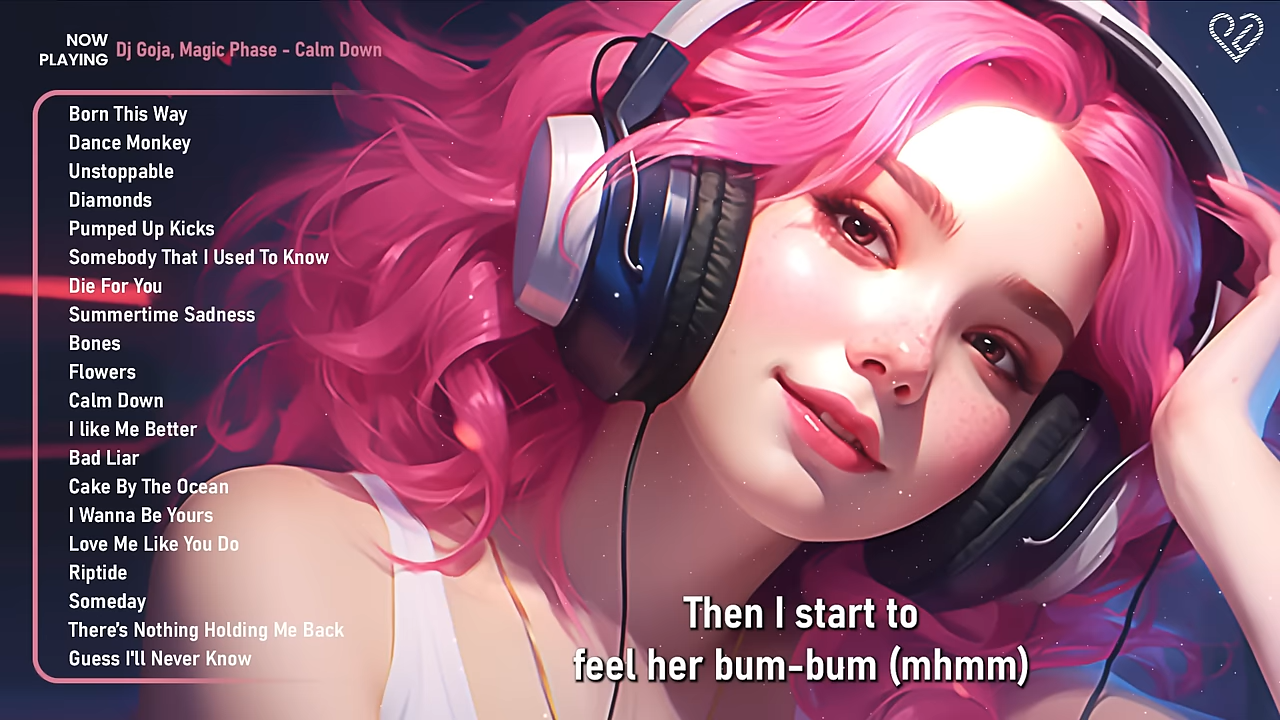 NOW
PLAYING
Dj Goja, Magic Phase - Calm Down
Born This Way
Dance Monkey
Unstoppable
Diamonds
Pumped Up Kicks
Somebody That I Used To Know
Die For You
Summertime Sadness
Bones
Flowers
Calm Down
I like Me Better
Bad Liar
Cake By The Ocean
I Wanna Be Yours
Love Me Like You Do
Riptide
Someday
There's Nothing Holding Me Back
Guess I'll Never Know
Then I start to
feel her bum-bum (mhmm)